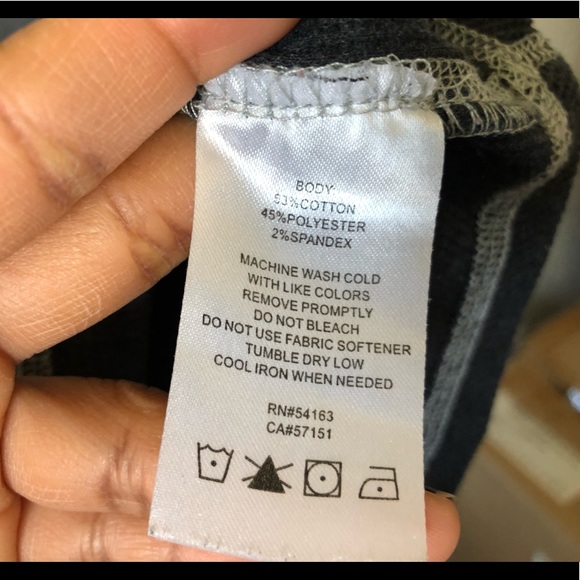 BODY
53%COTTON
45%POLYESTER
2%SPANDEX
MACHINE WASH COLD
WITH LIKE COLORS
REMOVE PROMPTLY
DO NOT BLEACH
DO NOT USE FABRIC SOFTENER
TUMBLE DRY LOW
COOL IRON WHEN NEEDED
RN#54163
CA#57151